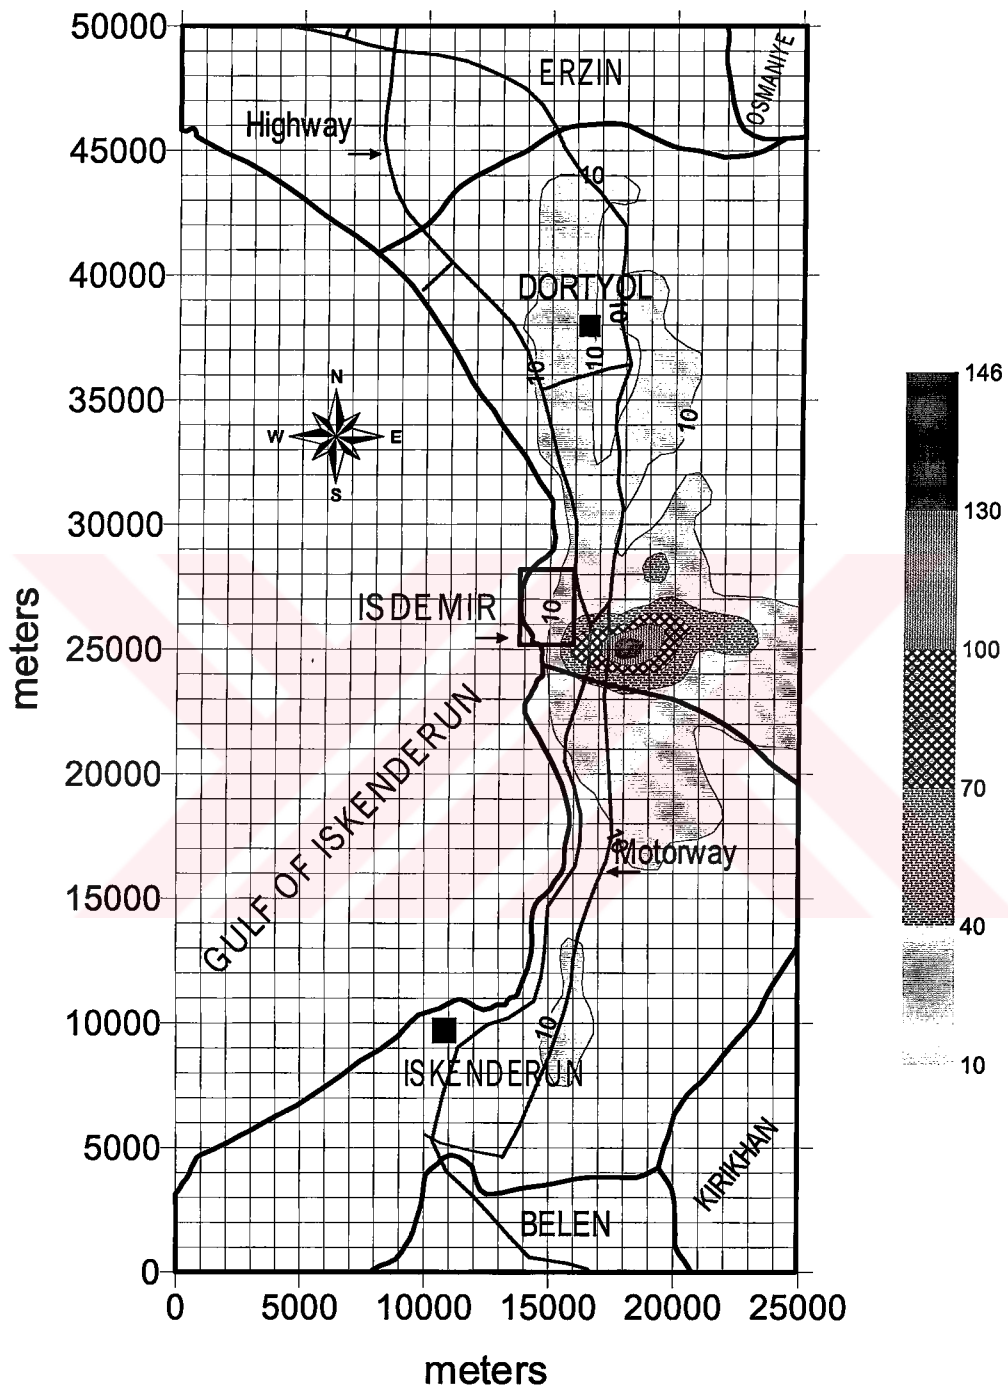 50000
ERZIN
OSMANIYE
Highway
45000
10
40000
DORTYOL
10
10
10
146
N
35000
W
E
10
S
130
30000
ISDEMIR
10
meters
25000
100
GULF OF ISKENDERUN
20000
70
10
Motorway
15000
40
10000
10
ISKENDERUN
10
5000
KIRIKHAN
BELEN
0
0
5000
10000
15000
20000
25000
meters